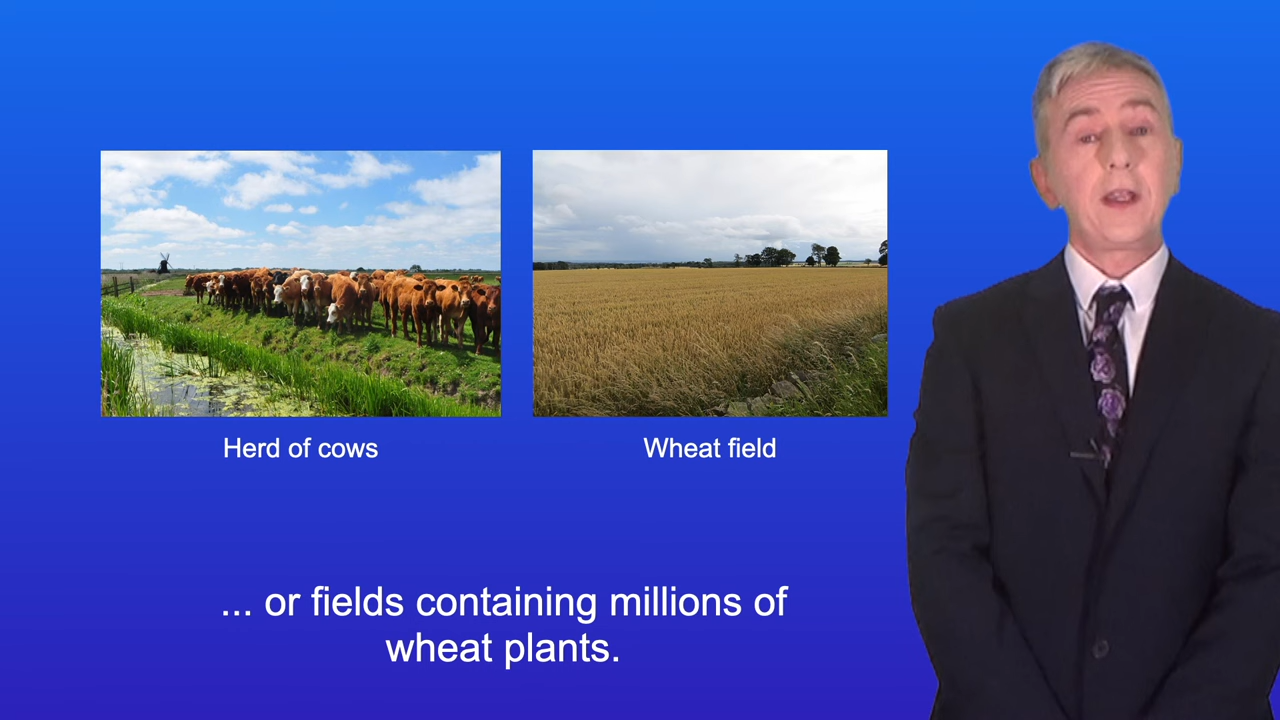 Herd of cows
Wheat field
... or fields containing millions of
wheat plants.